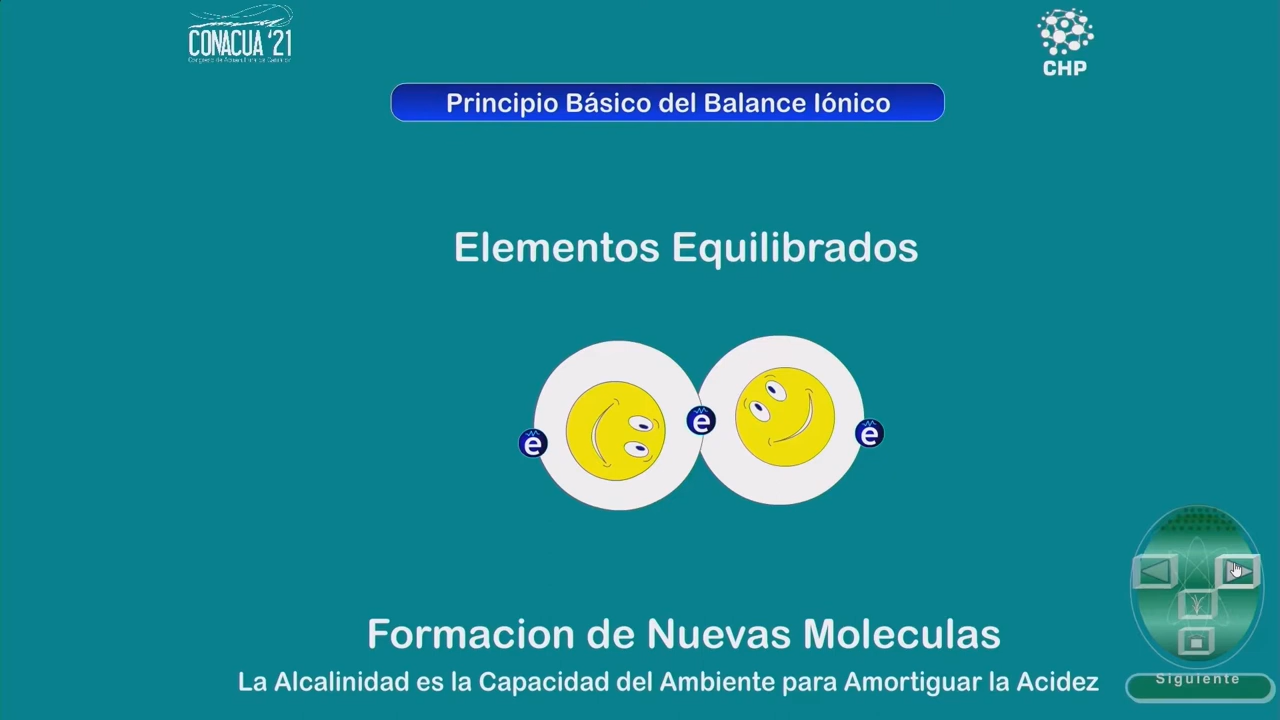 CONACUA '21
CHP
Principio Básico del Balance Iónico
Elementos Equilibrados
e e e
Formacion de Nuevas Moleculas
La Alcalinidad es la Capacidad del Ambiente para Amortiguar la Acidez
Siguiente